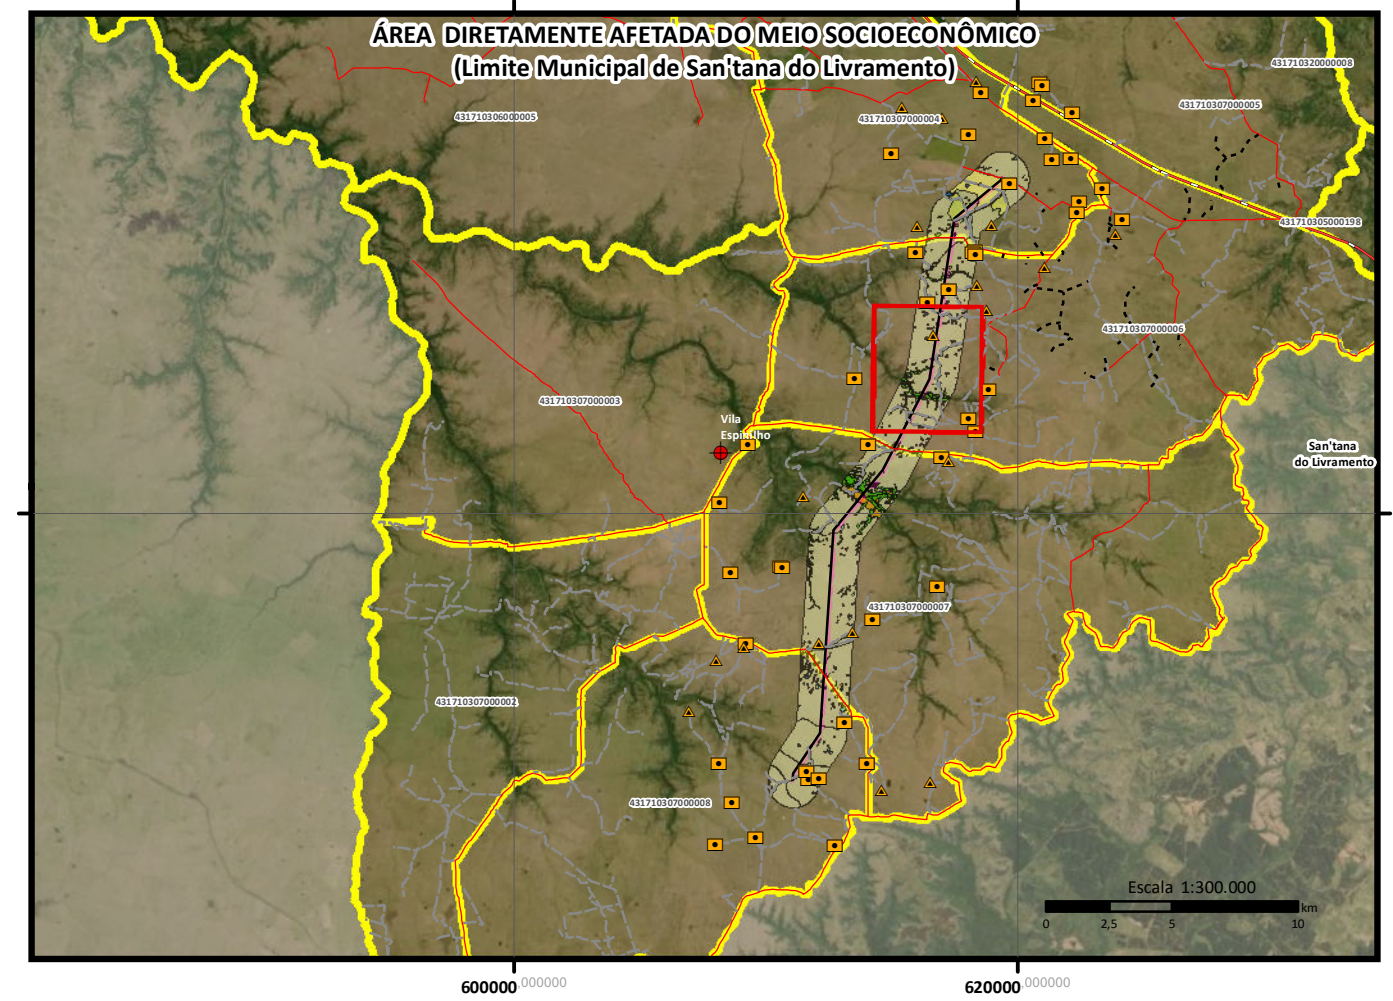 ÁREA DIRETAMENTE AFETADA DO MEIO SOCIOECONÔMICO
(Limite Municipal de San'tana do Livramento)
431710320000008
431710307000005
431710306000005
431710307000004
431710305000198
431710307000006
431710307000003
Vila
Espinilho
San'tana
do Livramento
431710307000007
431710307000002
431710307000008
Escala 1:300.000
km
0 2,5 5 10
600000,000000 620000,000000